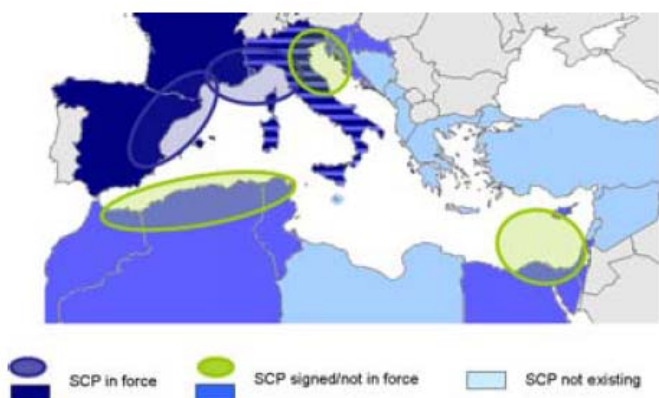 SCP in force
SCP signed/not in force
SCP not existing